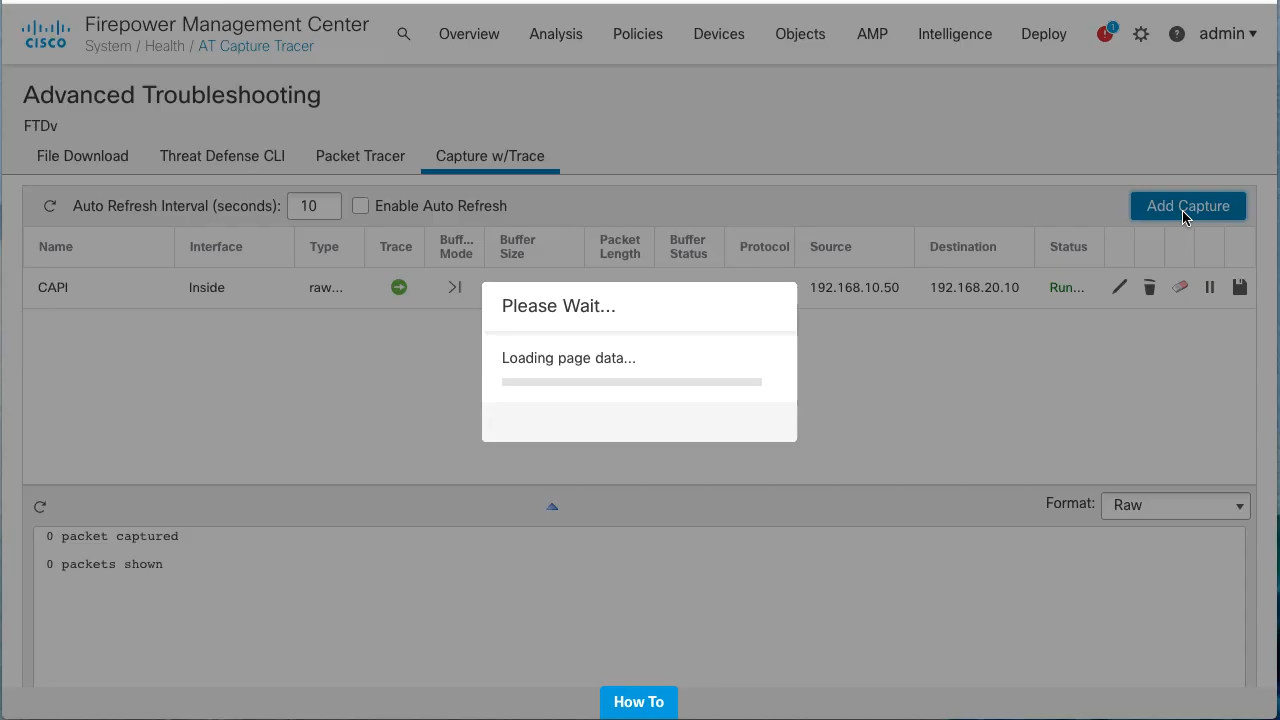 CISCO
Firepower Management Center
System / Health / AT Capture Tracer
Overview
Analysis
Policies
Devices
Objects
AMP
Intelligence
Deploy
1
admin
Advanced Troubleshooting
FTDv
File Download
Threat Defense CLI
Packet Tracer
Capture w/Trace
Auto Refresh Interval (seconds):
10
Enable Auto Refresh
Add Capture
Name
Interface
Type
Trace
Buff...
Mode
Buffer
Size
Packet
Length
Buffer
Status
Protocol
Source
Destination
Status
CAPI
Inside
raw...
192.168.10.50
192.168.20.10
Run...
Please Wait...
Loading page data...
Format:
Raw
0 packet captured
0 packets shown
How To